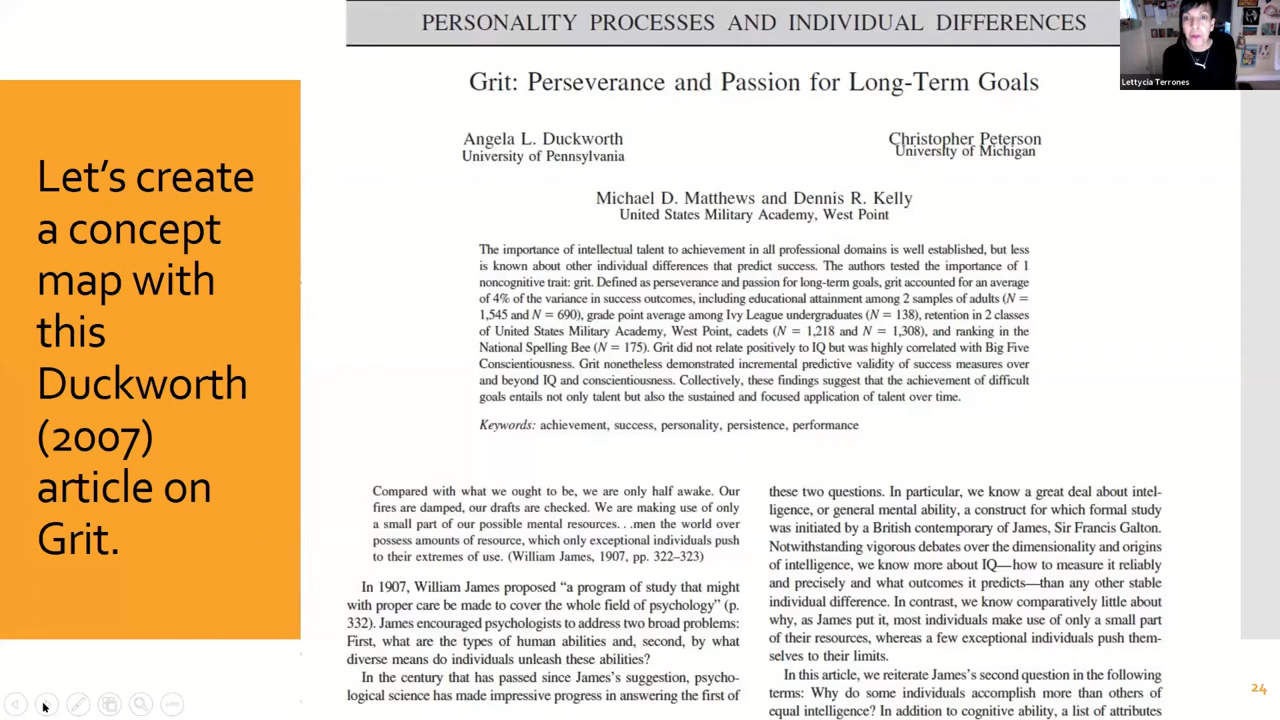 PERSONALITY PROCESSES AND INDIVIDUAL DIFFERENCES
Lettycia Terrones
Let's create
a concept
map with
this
Duckworth
(2007)
article on
Grit.
Grit: Perseverance and Passion for Long-Term Goals
Angela L. Duckworth
University of Pennsylvania
Christopher Peterson
University of Michigan
Michael D. Matthews and Dennis R. Kelly
United States Military Academy, West Point
The importance of intellectual talent to achievement in all professional domains is well established, but less
is known about other individual differences that predict success. The authors tested the importance of 1
noncognitive trait: grit. Defined as perseverance and passion for long-term goals, grit accounted for an average
of 4% of the variance in success outcomes, including educational attainment among 2 samples of adults (N =
1,545 and N = 690), grade point average among Ivy League undergraduates (N = 138), retention in 2 classes
of United States Military Academy, West Point, cadets (N = 1,218 and N = 1,308), and ranking in the
National Spelling Bee (N = 175). Grit did not relate positively to IQ but was highly correlated with Big Five
Conscientiousness. Grit nonetheless demonstrated incremental predictive validity of success measures over
and beyond IQ and conscientiousness. Collectively, these findings suggest that the achievement of difficult
goals entails not only talent but also the sustained and focused application of talent over time.
Keywords: achievement, success, personality, persistence, performance
Compared with what we ought to be, we are only half awake. Our
fires are damped, our drafts are checked. We are making use of only
a small part of our possible mental resources. . .men the world over
possess amounts of resource, which only exceptional individuals push
to their extremes of use. (William James, 1907, pp. 322–323)
In 1907, William James proposed “a program of study that might
with proper care be made to cover the whole field of psychology” (p.
332). James encouraged psychologists to address two broad problems:
First, what are the types of human abilities and, second, by what
diverse means do individuals unleash these abilities?
In the century that has passed since James's suggestion, psycho-
logical science has made impressive progress in answering the first of
these two questions. In particular, we know a great deal about intel-
ligence, or general mental ability, a construct for which formal study
was initiated by a British contemporary of James, Sir Francis Galton.
Notwithstanding vigorous debates over the dimensionality and origins
of intelligence, we know more about IQ—how to measure it reliably
and precisely and what outcomes it predicts—than any other stable
individual difference. In contrast, we know comparatively little about
why, as James put it, most individuals make use of only a small part
of their resources, whereas a few exceptional individuals push them-
selves to their limits.
In this article, we reiterate James's second question in the following
terms: Why do some individuals accomplish more than others of
equal intelligence? In addition to cognitive ability, a list of attributes
24